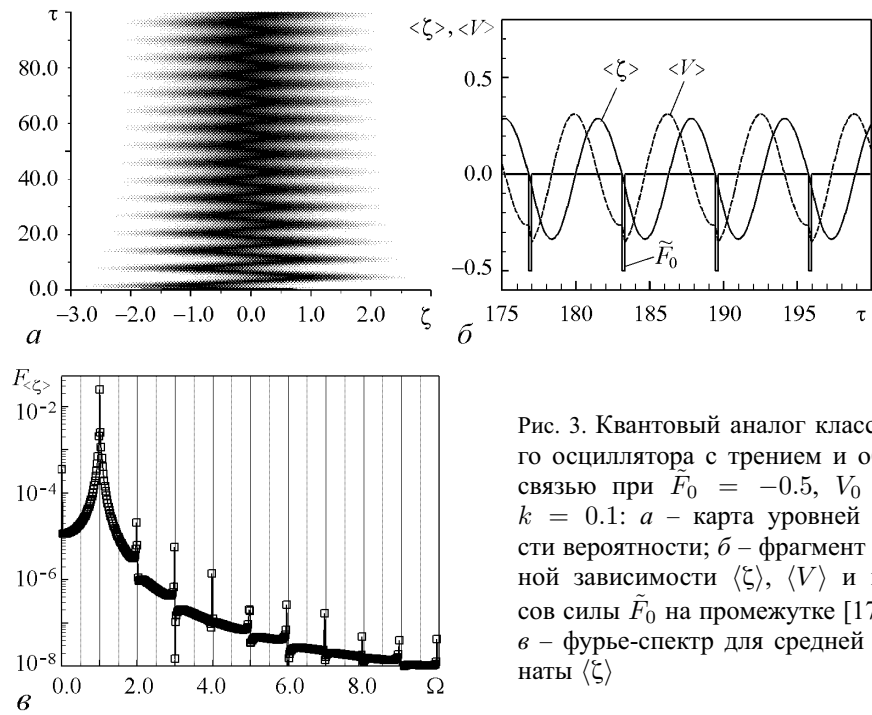 τ
80.0
60.0
40.0
20.0
0.0
−3.0 −2.0 −1.0 0.0 1.0 2.0 ζ
а
<ζ>, <V>
<ζ> <V>
0.5
0.0
−0.5
F̃₀
175 180 185 190 195 τ
б
F<ζ>
10⁻²
10⁻⁴
10⁻⁶
10⁻⁸
0.0 2.0 4.0 6.0 8.0 Ω
в
Рис. 3. Квантовый аналог класс
го осциллятора с трением и о
связью при F̃₀ = −0.5, V₀
k = 0.1: а – карта уровней
сти вероятности; б – фрагмент
ной зависимости ⟨ζ⟩, ⟨V⟩ и
сов силы F̃₀ на промежутке [17
в – фурье-спектр для средней
наты ⟨ζ⟩